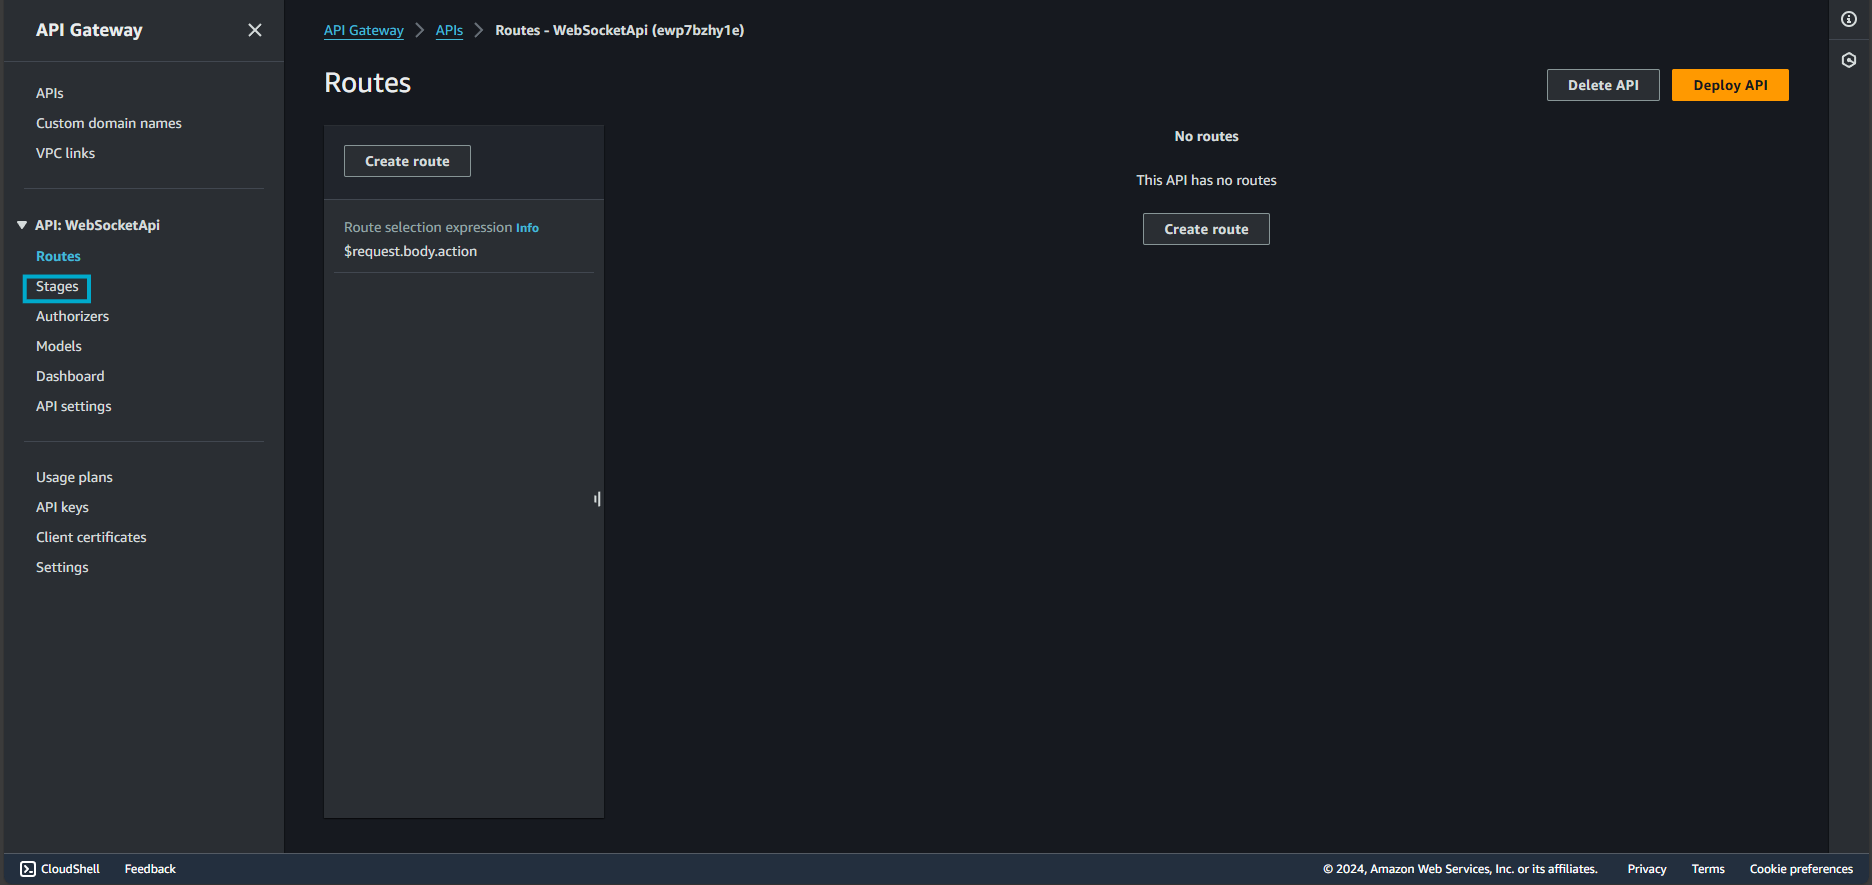 API Gateway
APIs
Custom domain names
VPC links
API: WebSocketApi
Routes
Stages
Authorizers
Models
Dashboard
API settings
Usage plans
API keys
Client certificates
Settings
API Gateway
APIs
Routes - WebSocketApi (ewp7bzhy1e)
Routes
Delete API
Deploy API
Create route
Route selection expression Info
$request.body.action
No routes
This API has no routes
Create route
CloudShell
Feedback
© 2024, Amazon Web Services, Inc. or its affiliates.
Privacy
Terms
Cookie preferences